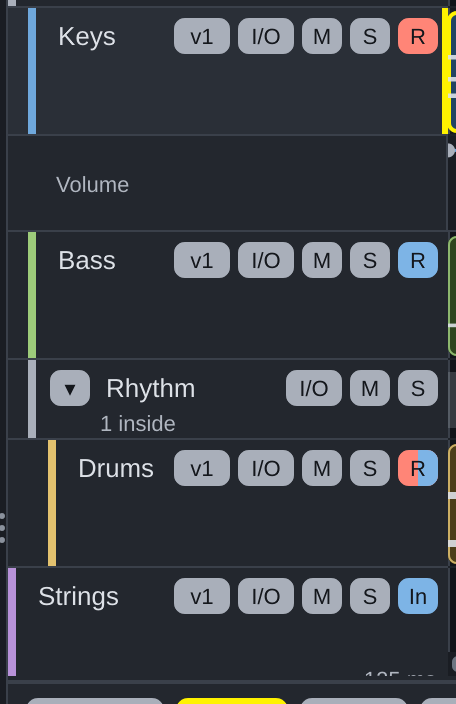 Keys v1 I/O M S R
Volume
Bass v1 I/O M S R
▼ Rhythm I/O M S
1 inside
Drums v1 I/O M S R
Strings v1 I/O M S In